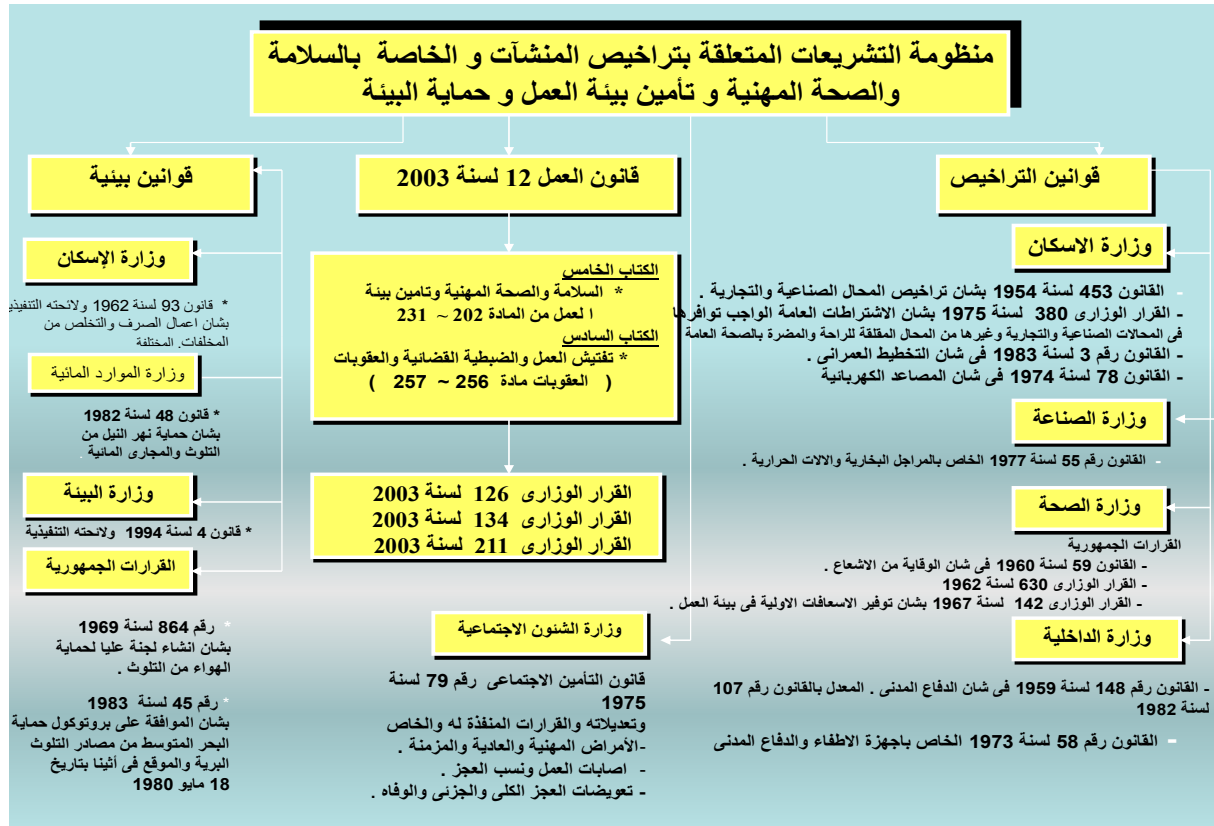 منظومة التشريعات المتعلقة بتراخيص المنشآت و الخاصة بالسلامة
والصحة المهنية و تأمين بيئة العمل و حماية البيئة
قوانين التراخيص
وزارة الاسكان
- القانون 453 لسنة 1954 بشان تراخيص المحال الصناعية والتجارية .
- القرار الوزارى 380 لسنة 1975 بشان الاشتراطات العامة الواجب توافرها
فى المحالات الصناعية والتجارية وغيرها من المحال المقلقة للراحة والمضرة بالصحة العامة
- القانون رقم 3 لسنة 1983 فى شان التخطيط العمرانى .
- القانون 78 لسنة 1974 فى شان المصاعد الكهربائية
وزارة الصناعة
- القانون رقم 55 لسنة 1977 الخاص بالمراجل البخارية والالات الحرارية .
وزارة الصحة
القرارات الجمهورية
- القانون 59 لسنة 1960 فى شان الوقاية من الاشعاع .
- القرار الوزارى 630 لسنة 1962
- القرار الوزارى 142 لسنة 1967 بشان توفير الاسعافات الاولية فى بيئة العمل .
وزارة الداخلية
- القانون رقم 148 لسنة 1959 فى شان الدفاع المدنى . المعدل بالقانون رقم 107
لسنة 1982
- القانون رقم 58 لسنة 1973 الخاص باجهزة الاطفاء والدفاع المدنى
قانون العمل 12 لسنة 2003
الكتاب الخامس
* السلامة والصحة المهنية وتامين بيئة
ا لعمل من المادة 202 ~ 231
الكتاب السادس
* تفتيش العمل والضبطية القضائية والعقوبات
( العقوبات مادة 256 ~ 257 )
القرار الوزارى 126 لسنة 2003
القرار الوزارى 134 لسنة 2003
القرار الوزارى 211 لسنة 2003
وزارة الشئون الاجتماعية
قانون التأمين الاجتماعى رقم 79 لسنة
1975
وتعديلاته والقرارات المنفذة له والخاص
-الأمراض المهنية والعادية والمزمنة .
- اصابات العمل ونسب العجز .
- تعويضات العجز الكلى والجزئى والوفاه .
قوانين بيئية
وزارة الإسكان
* قانون 93 لسنة 1962 ولائحته التنفيذي
بشان اعمال الصرف والتخلص من
المخلفات. المختلفة
وزارة الموارد المائية
* قانون 48 لسنة 1982
بشان حماية نهر النيل من
التلوث والمجارى المائية .
وزارة البيئة
* قانون 4 لسنة 1994 ولائحته التنفيذية
القرارات الجمهورية
* رقم 864 لسنة 1969
بشان انشاء لجنة عليا لحماية
الهواء من التلوث .
* رقم 45 لسنة 1983
بشان الموافقة على بروتوكول حماية
البحر المتوسط من مصادر التلوث
البرية والموقع فى أثينا بتاريخ
18 مايو 1980